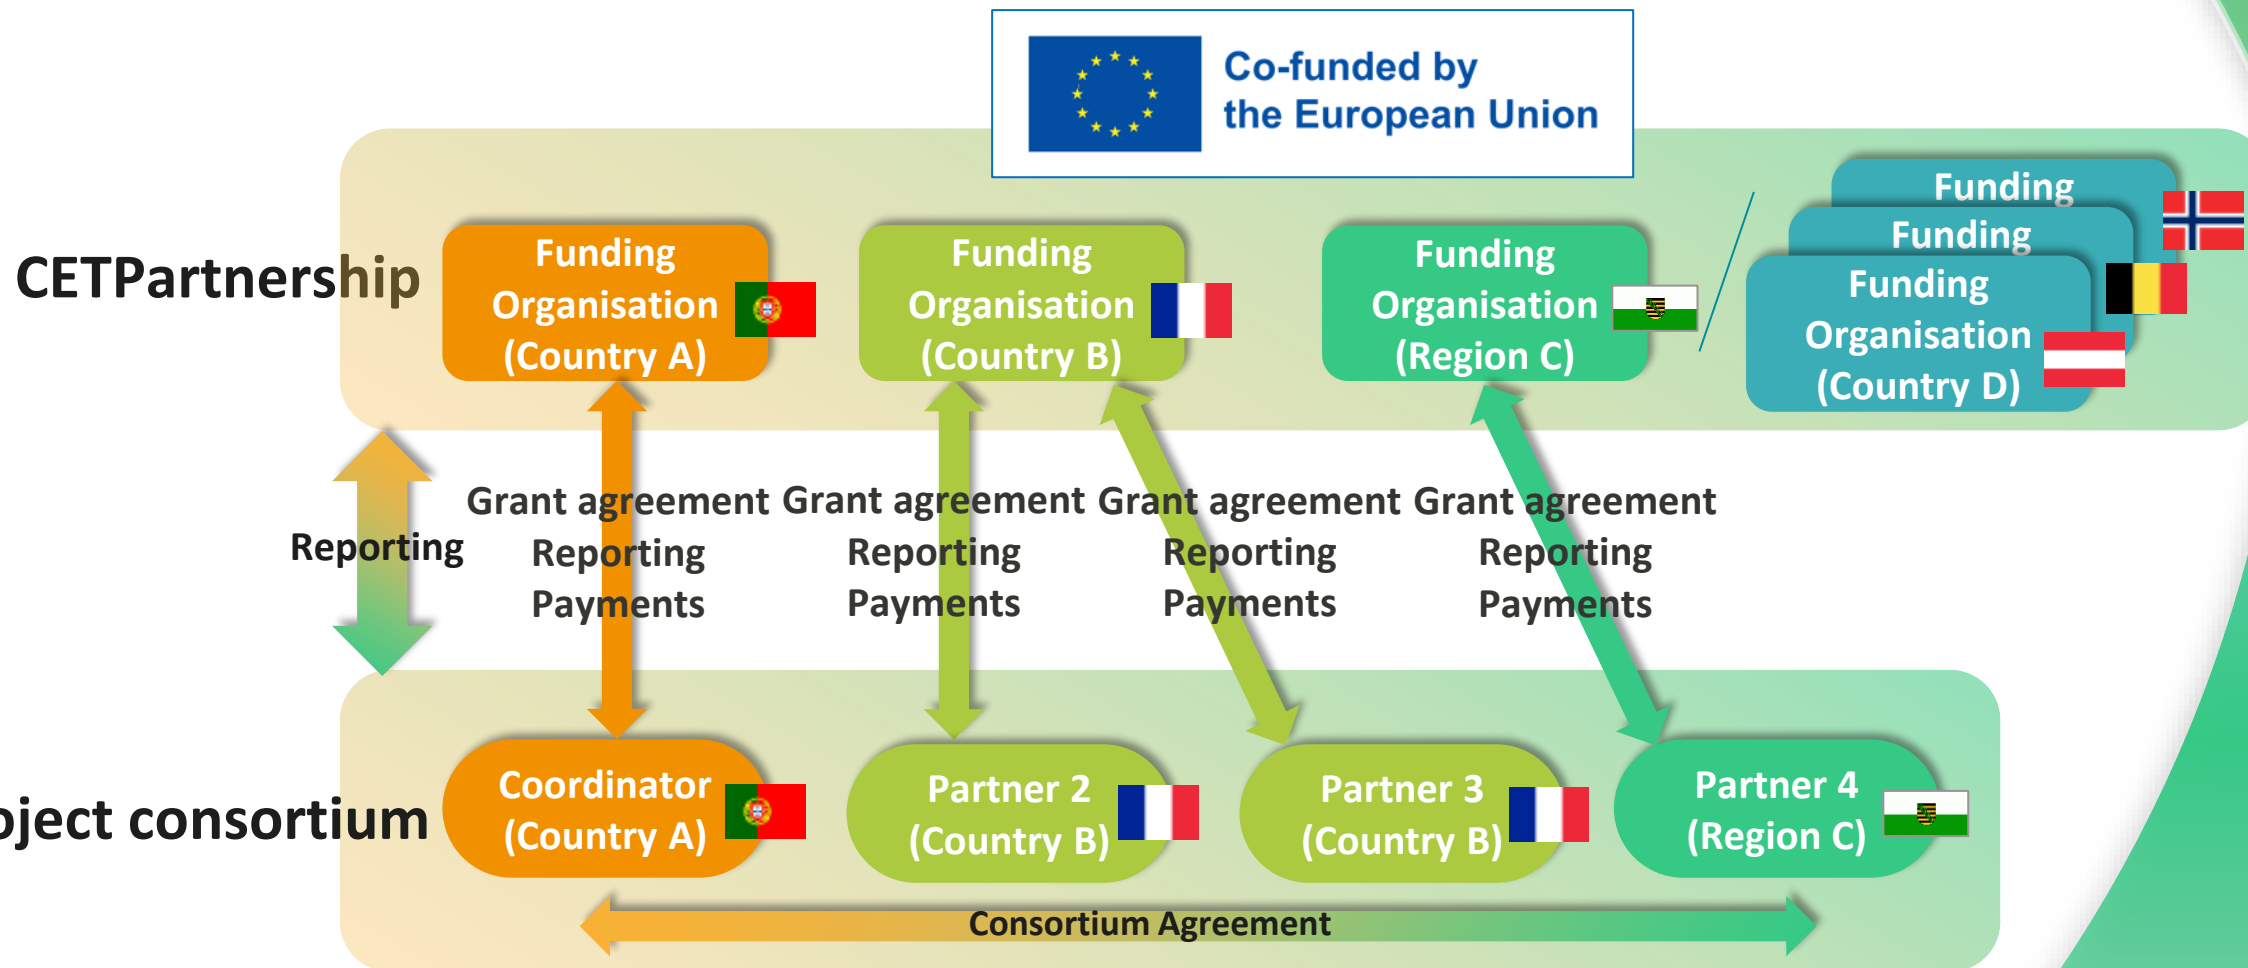 Co-funded by
the European Union
CETPartnership
Funding
Organisation
(Country A)
Funding
Organisation
(Country B)
Funding
Organisation
(Region C)
Funding
Funding
Funding
Organisation
(Country D)
Reporting
Grant agreement
Reporting
Payments
Grant agreement
Reporting
Payments
Grant agreement
Reporting
Payments
Grant agreement
Reporting
Payments
oject consortium
Coordinator
(Country A)
Partner 2
(Country B)
Partner 3
(Country B)
Partner 4
(Region C)
Consortium Agreement